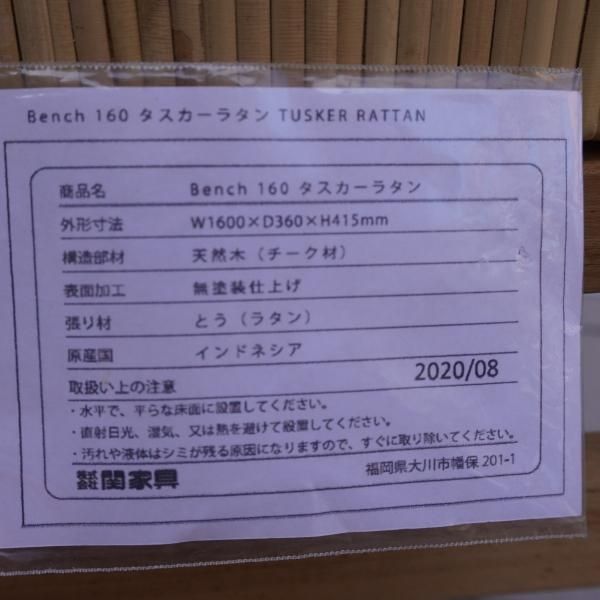 Bench 160 タスカーラタン TUSKER RATTAN
商品名 Bench 160 タスカーラタン
外形寸法 W1600×D360×H415mm
構造部材 天然木（チーク材）
表面加工 無塗装仕上げ
張り材 とう（ラタン）
原産国 インドネシア
取扱い上の注意 2020/08
・水平で、平らな床面に設置してください。
・直射日光、湿気、又は熱を避けて設置してください。
・汚れや液体はシミが残る原因になりますので、すぐに取り除いてください。
株式会社 関家具 福岡県大川市幡保 201-1